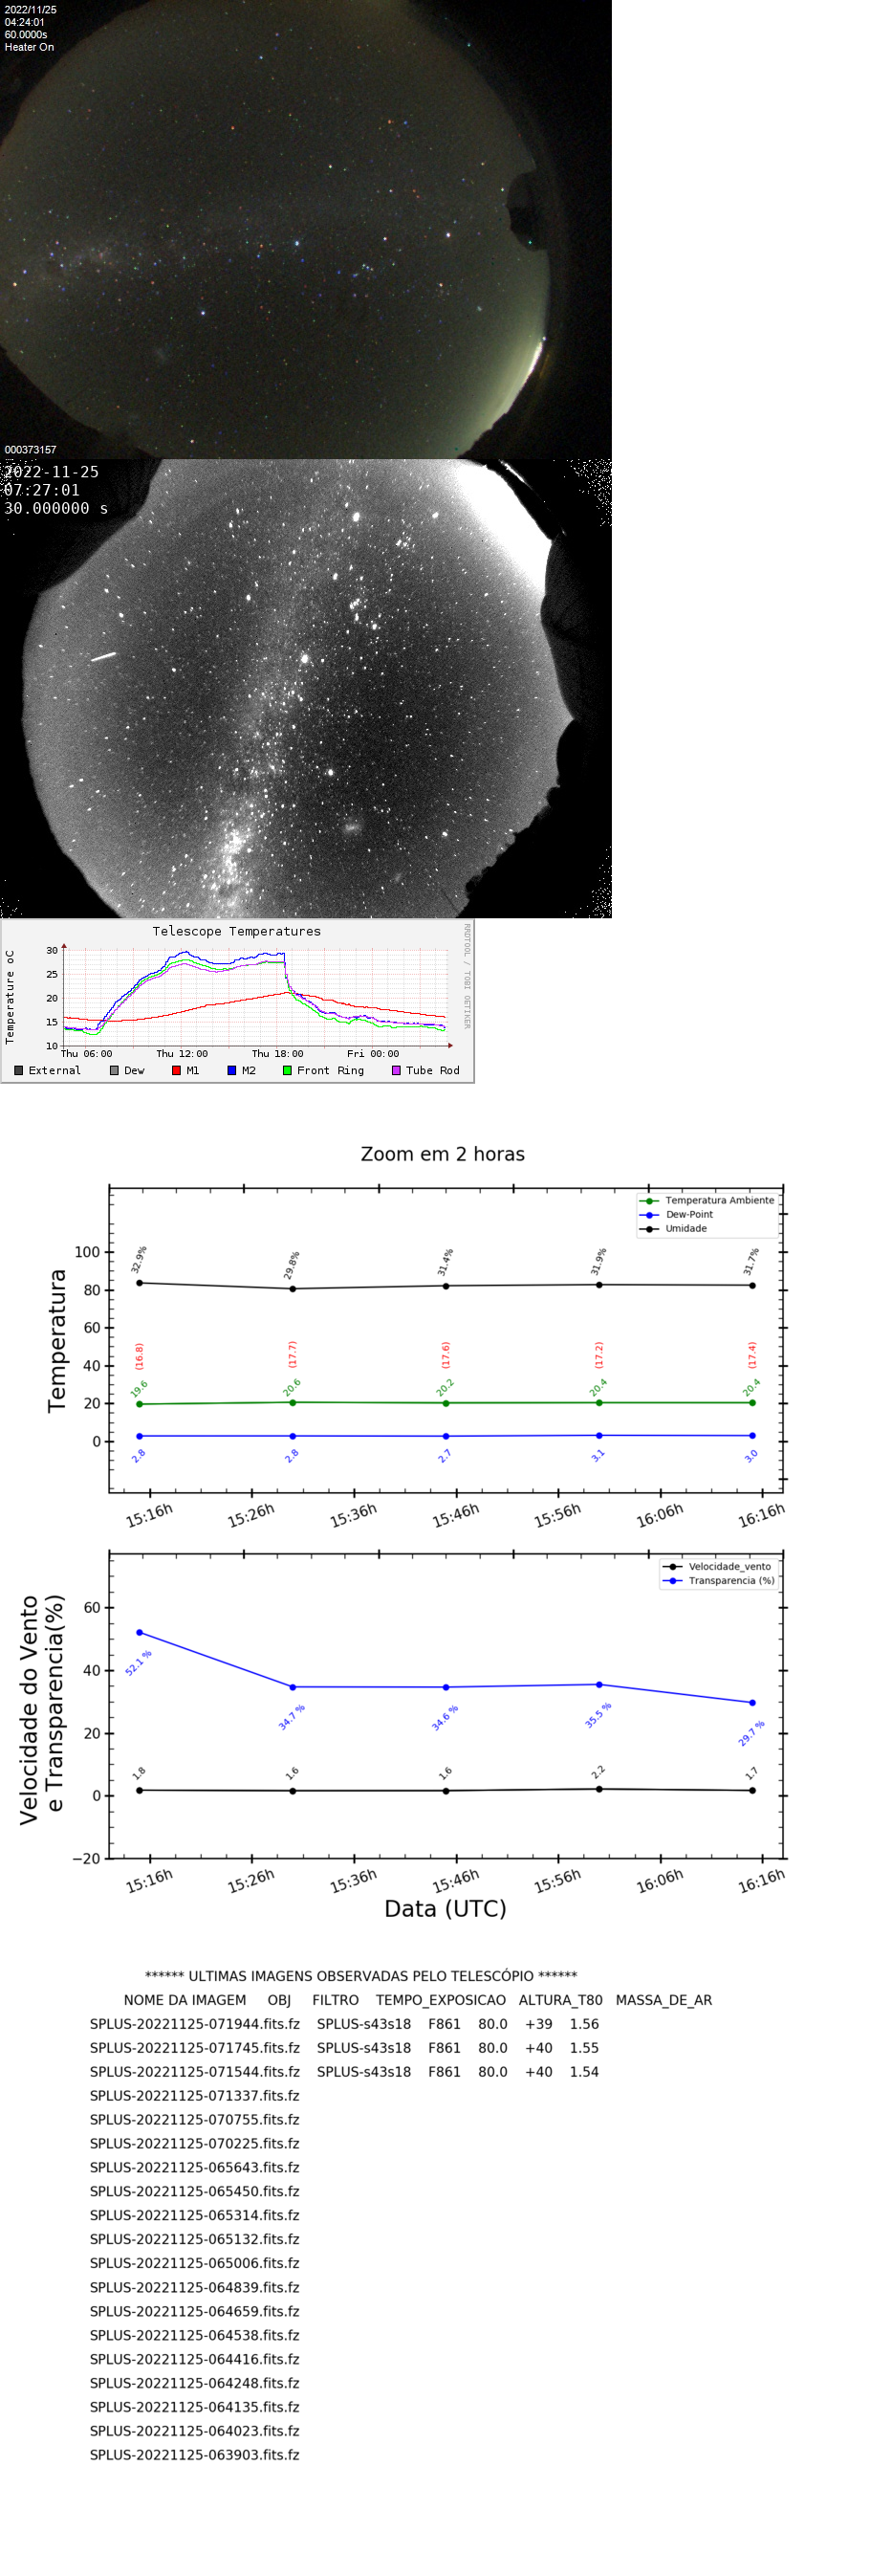 2022/11/25
04:24:01
60.0000s
Heater On
000373157
2022-11-25
07:27:01
30.000000 s
Telescope Temperatures
RRDTOOL / TOBI OETIKER
Temperature oC
30
25
20
15
10
Thu 06:00 Thu 12:00 Thu 18:00 Fri 00:00
External Dew M1 M2 Front Ring Tube Rod
Zoom em 2 horas
Temperatura Ambiente
Dew-Point
Umidade
Temperatura
100
80
60
40
20
0
32.9% 29.8% 31.4% 31.9% 31.7%
(16.8) (17.7) (17.6) (17.2) (17.4)
19.6 20.6 20.2 20.4 20.4
2.8 2.8 2.7 3.1 3.0
15:16h 15:26h 15:36h 15:46h 15:56h 16:06h 16:16h
Velocidade_vento
Transparencia (%)
Velocidade do Vento
e Transparencia(%)
60
40
20
0
−20
52.1 % 34.7 % 34.6 % 35.5 % 29.7 %
1.8 1.6 1.6 2.2 1.7
15:16h 15:26h 15:36h 15:46h 15:56h 16:06h 16:16h
Data (UTC)
****** ULTIMAS IMAGENS OBSERVADAS PELO TELESCÓPIO ******
NOME DA IMAGEM OBJ FILTRO TEMPO_EXPOSICAO ALTURA_T80 MASSA_DE_AR
SPLUS-20221125-071944.fits.fz SPLUS-s43s18 F861 80.0 +39 1.56
SPLUS-20221125-071745.fits.fz SPLUS-s43s18 F861 80.0 +40 1.55
SPLUS-20221125-071544.fits.fz SPLUS-s43s18 F861 80.0 +40 1.54
SPLUS-20221125-071337.fits.fz
SPLUS-20221125-070755.fits.fz
SPLUS-20221125-070225.fits.fz
SPLUS-20221125-065643.fits.fz
SPLUS-20221125-065450.fits.fz
SPLUS-20221125-065314.fits.fz
SPLUS-20221125-065132.fits.fz
SPLUS-20221125-065006.fits.fz
SPLUS-20221125-064839.fits.fz
SPLUS-20221125-064659.fits.fz
SPLUS-20221125-064538.fits.fz
SPLUS-20221125-064416.fits.fz
SPLUS-20221125-064248.fits.fz
SPLUS-20221125-064135.fits.fz
SPLUS-20221125-064023.fits.fz
SPLUS-20221125-063903.fits.fz